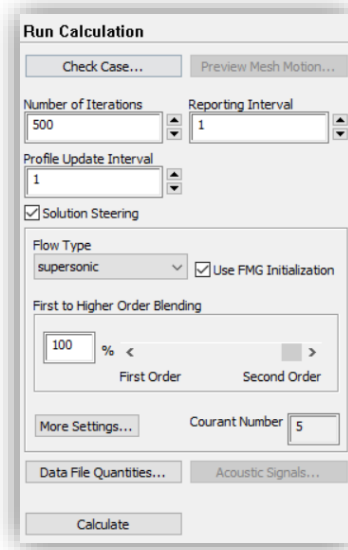 Run Calculation
Check Case... Preview Mesh Motion...
Number of Iterations Reporting Interval
500 1
Profile Update Interval
1
Solution Steering
Flow Type
supersonic Use FMG Initialization
First to Higher Order Blending
100 %
First Order Second Order
More Settings... Courant Number 5
Data File Quantities... Acoustic Signals...
Calculate